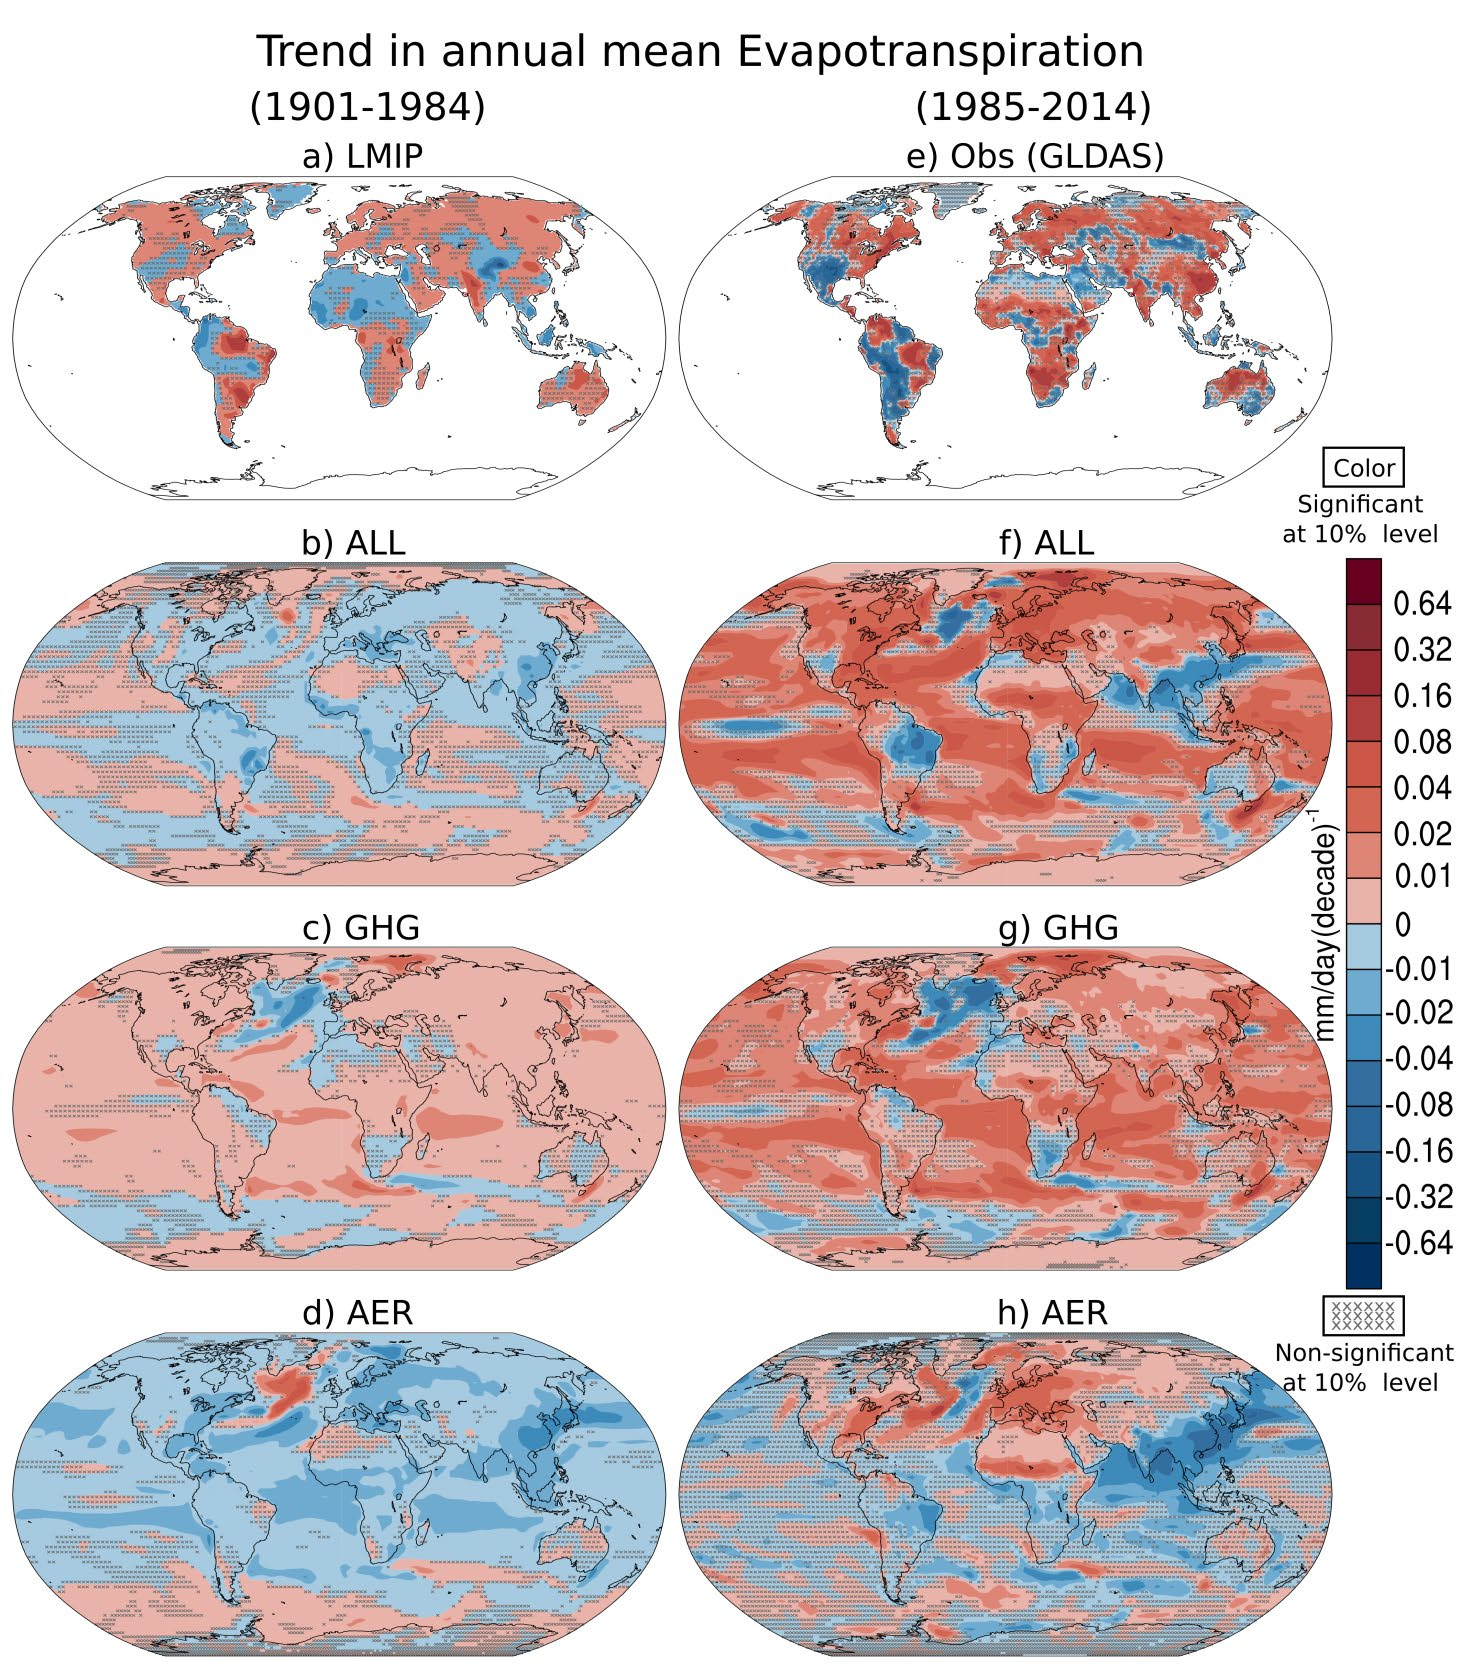 Trend in annual mean Evapotranspiration
(1901-1984)
(1985-2014)
a) LMIP
e) Obs (GLDAS)
b) ALL
f) ALL
c) GHG
g) GHG
d) AER
h) AER
Color
Significant
at 10% level
0.64
0.32
0.16
0.08
0.04
0.02
0.01
0
-0.01
-0.02
-0.04
-0.08
-0.16
-0.32
-0.64
mm/day(decade)⁻¹
Non-significant
at 10% level